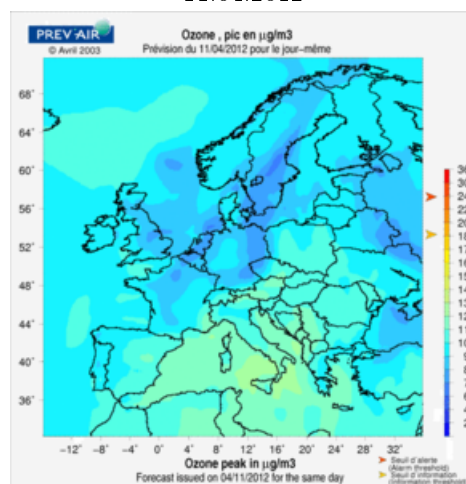 PREV'AIR
© Avril 2003
Ozone , pic en µg/m3
Prévision du 11/04/2012 pour le jour-même
68°
64°
60°
56°
52°
48°
44°
40°
36°
-12° -8° -4° 0° 4° 8° 12° 16° 20° 24° 28° 32°
Ozone peak in µg/m3
Forecast issued on 04/11/2012 for the same day
Seuil d'alerte
(Alarm threshold)
Seuil d'information
(Information threshold)